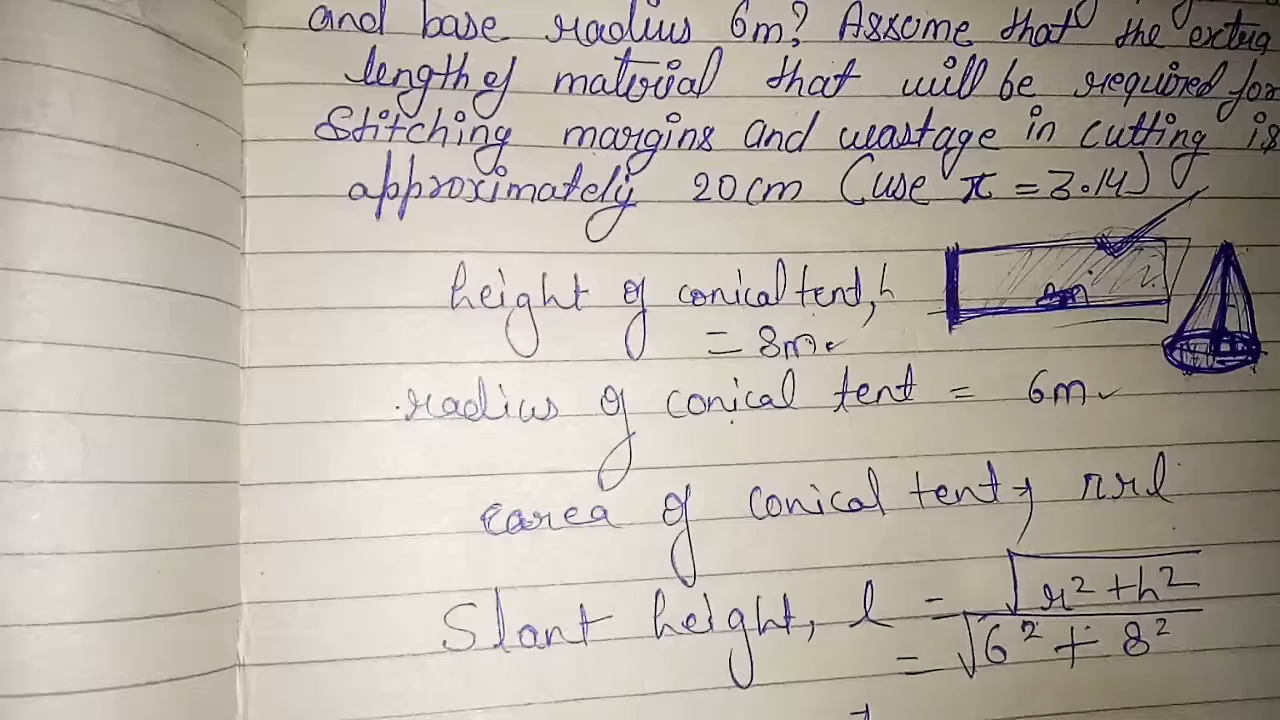 and base radius 6m? Assume that the extra
length of material that will be required for
Stitching margins and wastage in cutting is
approximately 20cm (use π = 3.14)
height of conical tent, h
= 8m
radius of conical tent = 6m
area of conical tent → πrl
Slant height, l = √r² + h²
= √6² + 8²